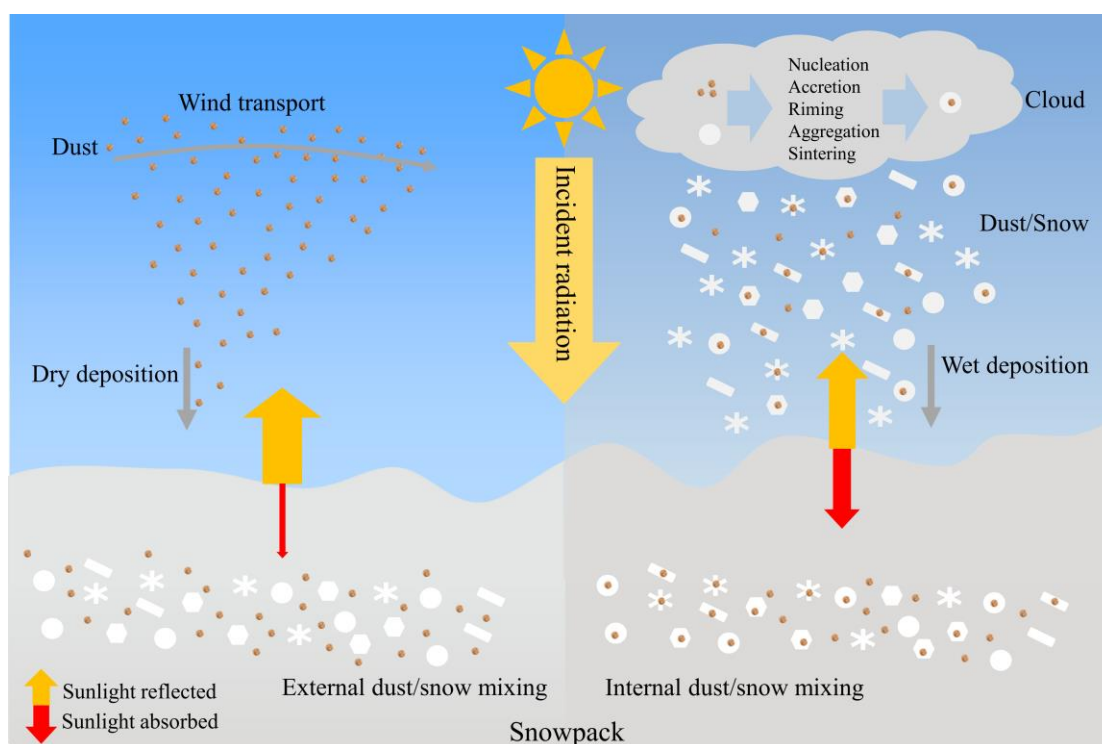 Wind transport
Dust
Dry deposition
Incident radiation
Nucleation
Accretion
Riming
Aggregation
Sintering
Cloud
Dust/Snow
Wet deposition
Sunlight reflected
Sunlight absorbed
External dust/snow mixing
Internal dust/snow mixing
Snowpack